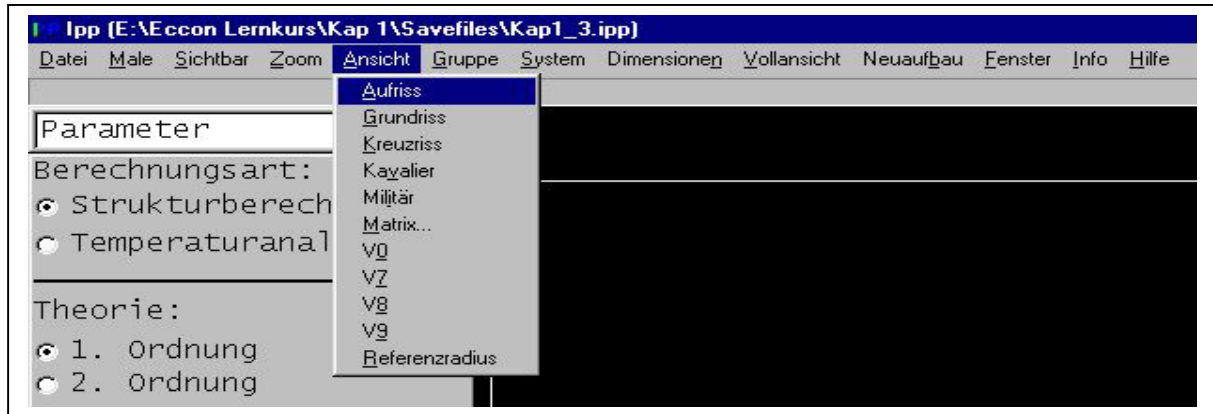 Ipp (E:\Eccon Lernkurs\Kap 1\Savefiles\Kap1_3.ipp)
Datei Male Sichtbar Zoom Ansicht Gruppe System Dimensionen Vollansicht Neuaufbau Fenster Info Hilfe
Aufriss
Grundriss
Kreuzriss
Kavalier
Militär
Matrix...
V0
V7
V8
V9
Referenzradius
Parameter
Berechnungsart:
Strukturberech
Temperaturanal
Theorie:
1. Ordnung
2. Ordnung